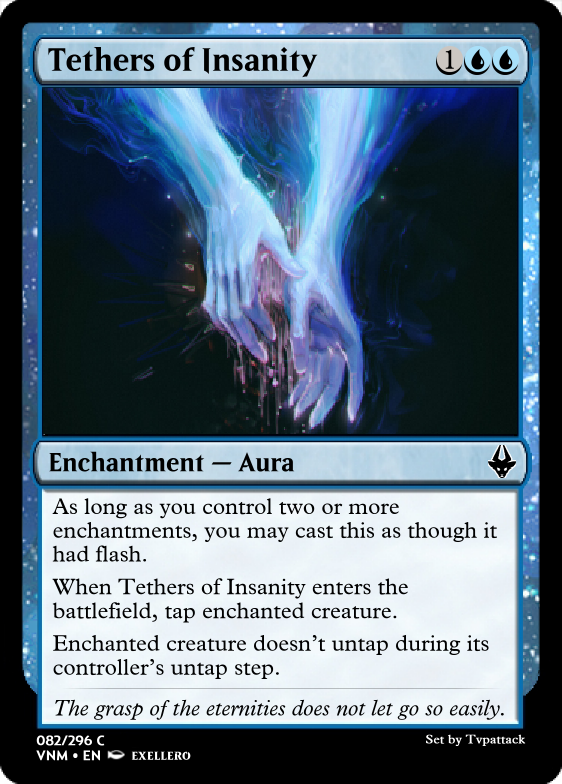 Tethers of Insanity 1
Enchantment — Aura
As long as you control two or more
enchantments, you may cast this as though it
had flash.
When Tethers of Insanity enters the
battlefield, tap enchanted creature.
Enchanted creature doesn't untap during its
controller's untap step.
The grasp of the eternities does not let go so easily.
082/296 C
VNM • EN EXELLERO
Set by Tvpattack